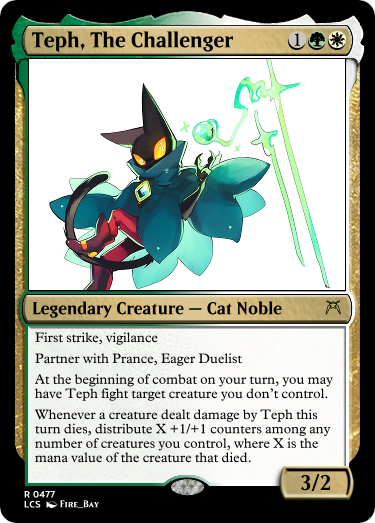 Teph, The Challenger 1
Legendary Creature — Cat Noble
First strike, vigilance
Partner with Prance, Eager Duelist
At the beginning of combat on your turn, you may
have Teph fight target creature you don't control.
Whenever a creature dealt damage by Teph this
turn dies, distribute X +1/+1 counters among any
number of creatures you control, where X is the
mana value of the creature that died.
3/2
R 0477
LCS Fire_Bay